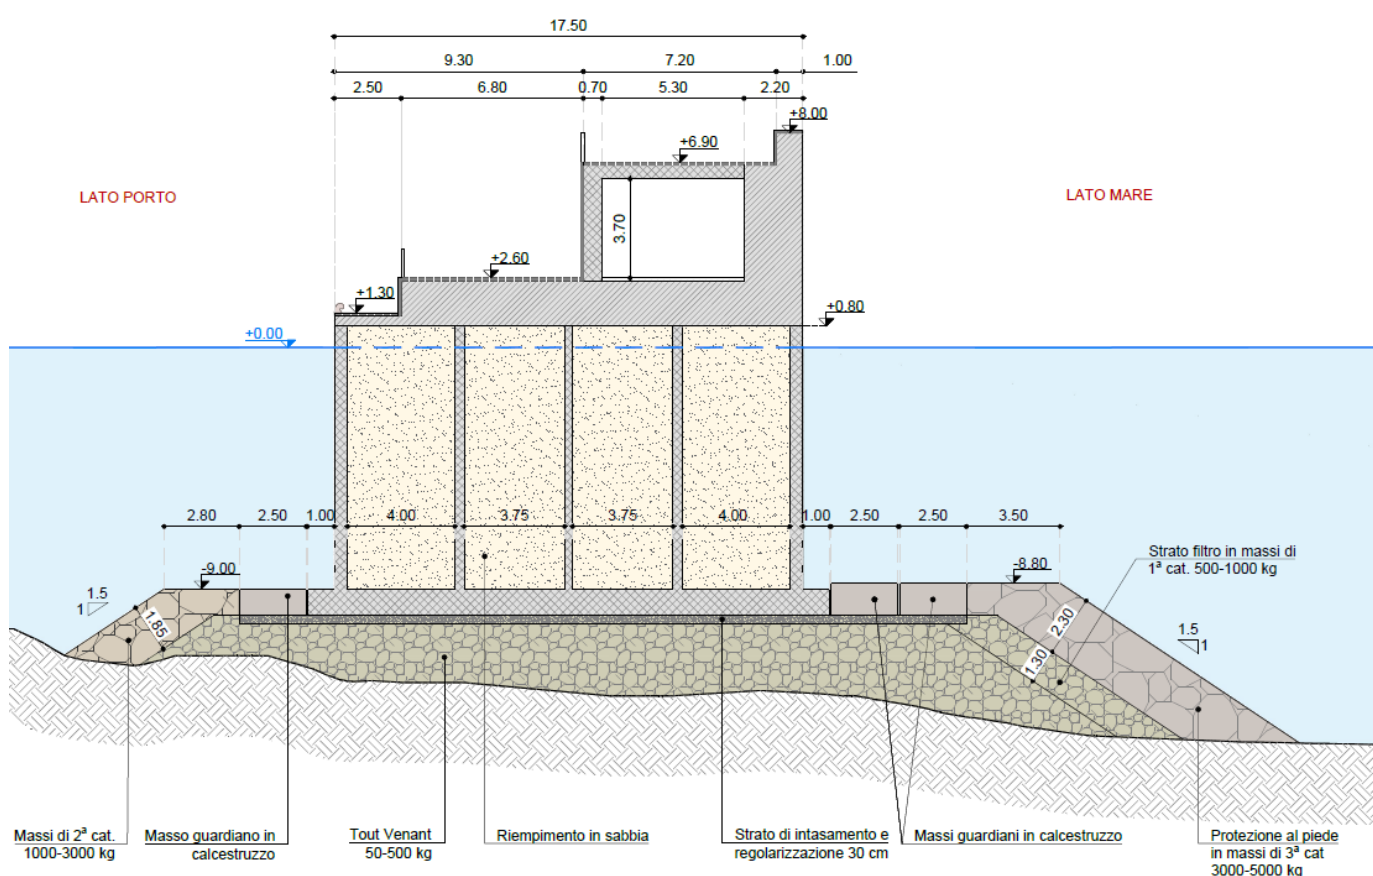 17.50
9.30 7.20 1.00
2.50 6.80 0.70 5.30 2.20
+8.00
+6.90
LATO PORTO
LATO MARE
3.70
+2.60
+1.30
+0.80
+0.00
2.80 2.50 1.00 4.00 3.75 3.75 4.00 1.00 2.50 2.50 3.50
Strato filtro in massi di
1ª cat. 500-1000 kg
-9.00
-8.80
1.5
1
1.85
2.30
1.30
1.5
1
Massi di 2ª cat.
1000-3000 kg
Masso guardiano in
calcestruzzo
Tout Venant
50-500 kg
Riempimento in sabbia
Strato di intasamento e
regolarizzazione 30 cm
Massi guardiani in calcestruzzo
Protezione al piede
in massi di 3ª cat
3000-5000 kg